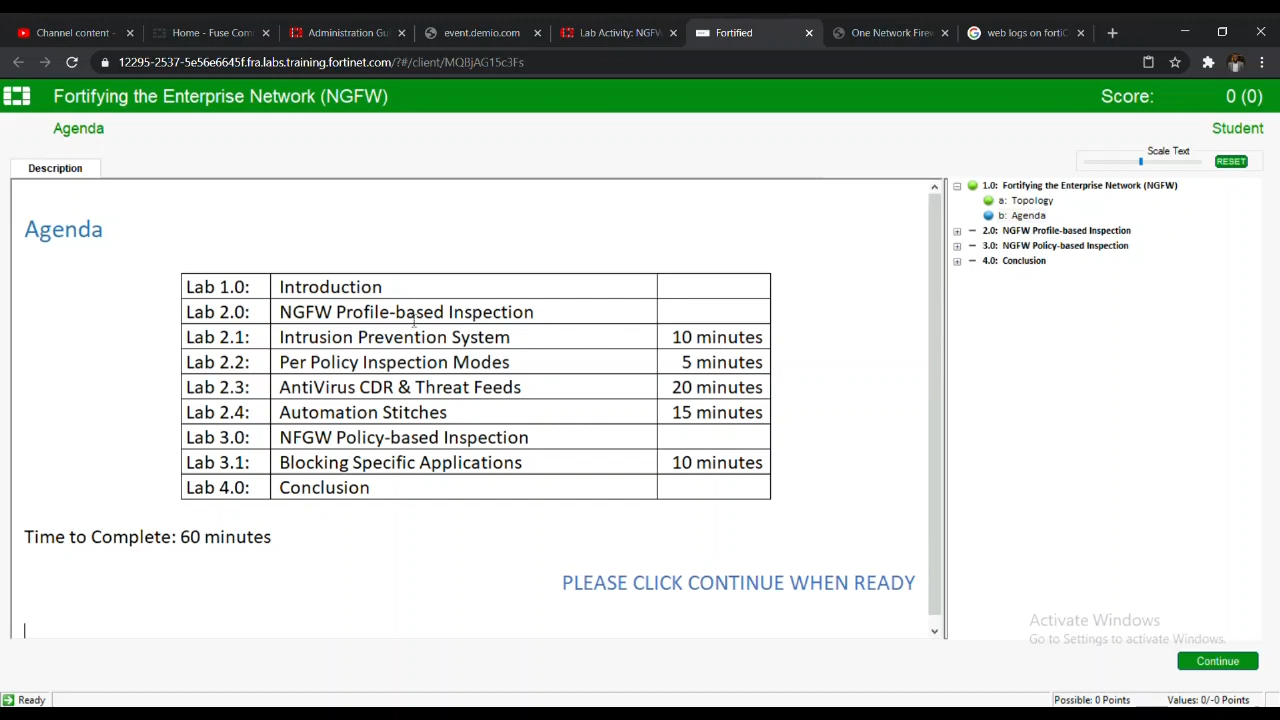 Channel content -
Home - Fuse Com
Administration Gui
event.demio.com
Lab Activity: NGFW
Fortified
One Network Firew
web logs on fortiC
12295-2537-5e56e6645f.fra.labs.training.fortinet.com/?#/client/MQBjAG15c3Fs
Fortifying the Enterprise Network (NGFW)
Score: 0 (0)
Agenda
Student
Scale Text
RESET
Description
Agenda
Lab 1.0: Introduction
Lab 2.0: NGFW Profile-based Inspection
Lab 2.1: Intrusion Prevention System 10 minutes
Lab 2.2: Per Policy Inspection Modes 5 minutes
Lab 2.3: AntiVirus CDR & Threat Feeds 20 minutes
Lab 2.4: Automation Stitches 15 minutes
Lab 3.0: NFGW Policy-based Inspection
Lab 3.1: Blocking Specific Applications 10 minutes
Lab 4.0: Conclusion
Time to Complete: 60 minutes
PLEASE CLICK CONTINUE WHEN READY
1.0: Fortifying the Enterprise Network (NGFW)
a: Topology
b: Agenda
2.0: NGFW Profile-based Inspection
3.0: NGFW Policy-based Inspection
4.0: Conclusion
Activate Windows
Go to Settings to activate Windows.
Continue
Ready
Possible: 0 Points
Values: 0/-0 Points